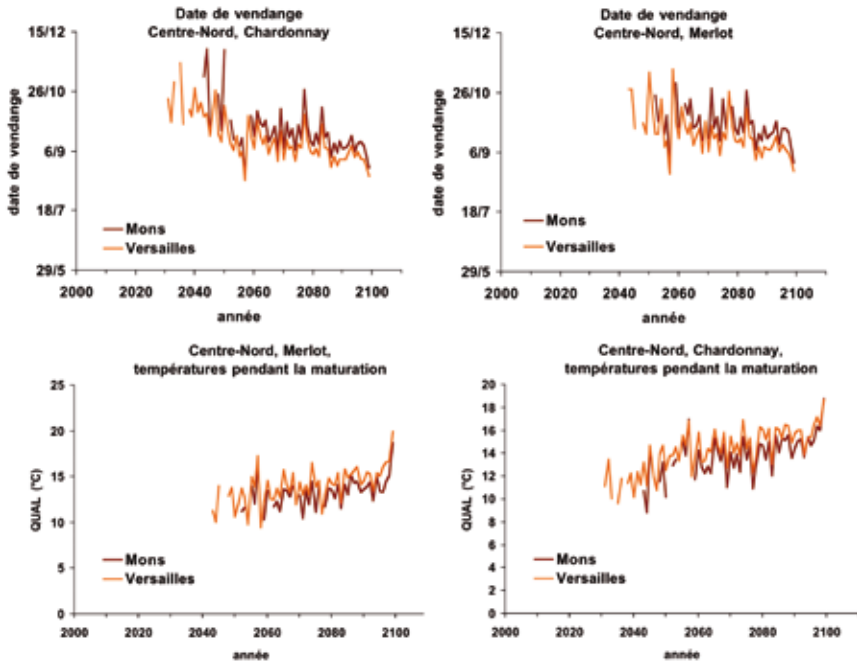 Date de vendange
Centre-Nord, Chardonnay
15/12
26/10
6/9
18/7
29/5
date de vendange
Mons
Versailles
2000 2020 2040 2060 2080 2100
année
Date de vendange
Centre-Nord, Merlot
15/12
26/10
6/9
18/7
29/5
date de vendange
Mons
Versailles
2000 2020 2040 2060 2080 2100
année
Centre-Nord, Merlot,
températures pendant la maturation
25
20
15
10
5
0
QUAL (°C)
Mons
Versailles
2000 2020 2040 2060 2080 2100
année
Centre-Nord, Chardonnay,
températures pendant la maturation
20
18
16
14
12
10
8
6
4
2
0
QUAL (°C)
Mons
Versailles
2000 2020 2040 2060 2080 2100
année